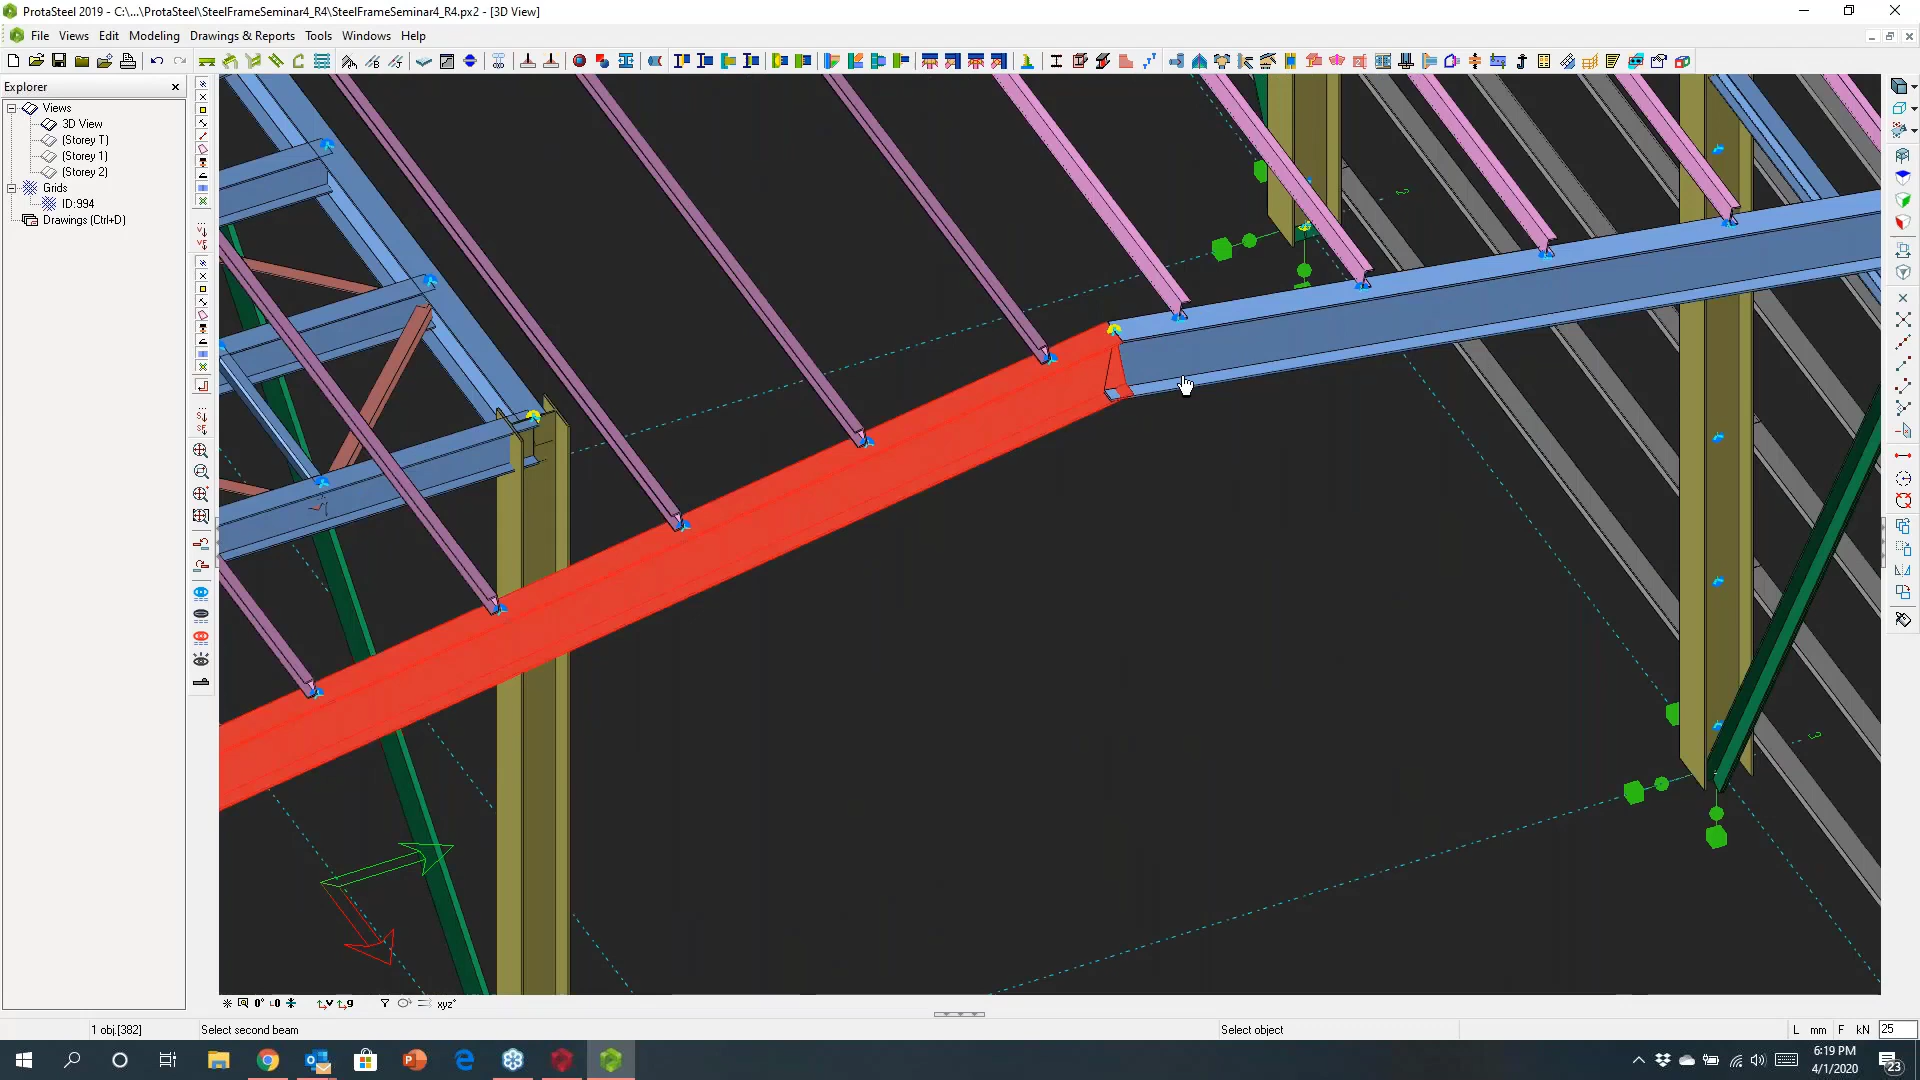 ProtaSteel 2019 - C:\...\ProtaSteel\SteelFrameSeminar4_R4\SteelFrameSeminar4_R4.px2 - [3D View]
File Views Edit Modeling Drawings & Reports Tools Windows Help
Explorer
Views
3D View
(Storey T)
(Storey 1)
(Storey 2)
Grids
ID:994
Drawings (Ctrl+D)
xyz
1 obj.[382]
Select second beam
Select object
L mm F kN 25
6:19 PM
4/1/2020
23